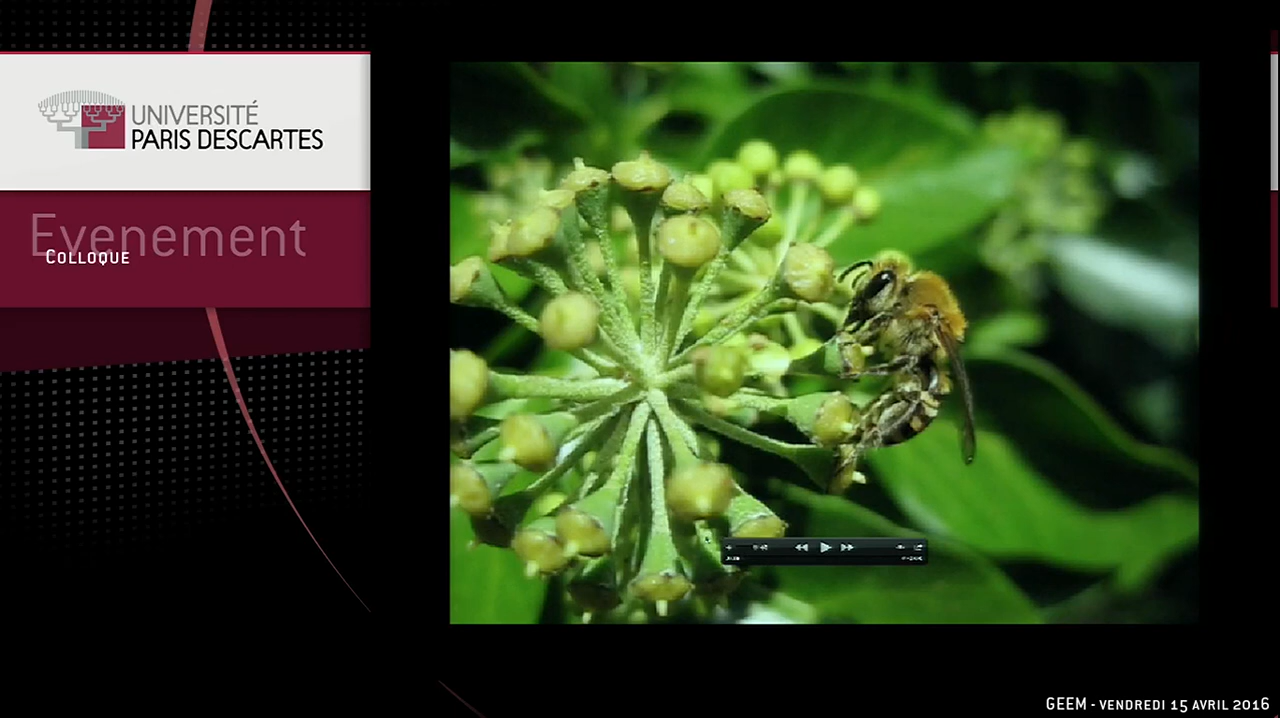 UNIVERSITÉ
PARIS DESCARTES
Evenement
COLLOQUE
GEEM - VENDREDI 15 AVRIL 2016